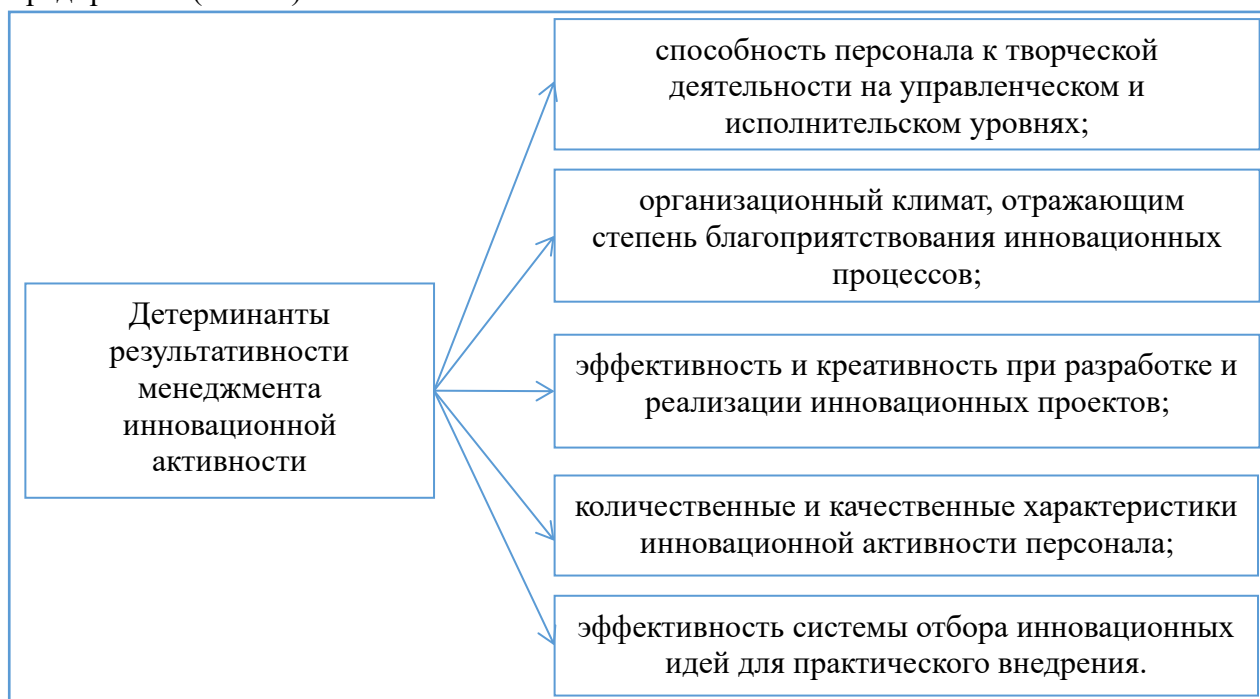 способность персонала к творческой
деятельности на управленческом и
исполнительском уровнях;
организационный климат, отражающим
степень благоприятствования инновационных
процессов;
Детерминанты
результативности
менеджмента
инновационной
активности
эффективность и креативность при разработке и
реализации инновационных проектов;
количественные и качественные характеристики
инновационной активности персонала;
эффективность системы отбора инновационных
идей для практического внедрения.